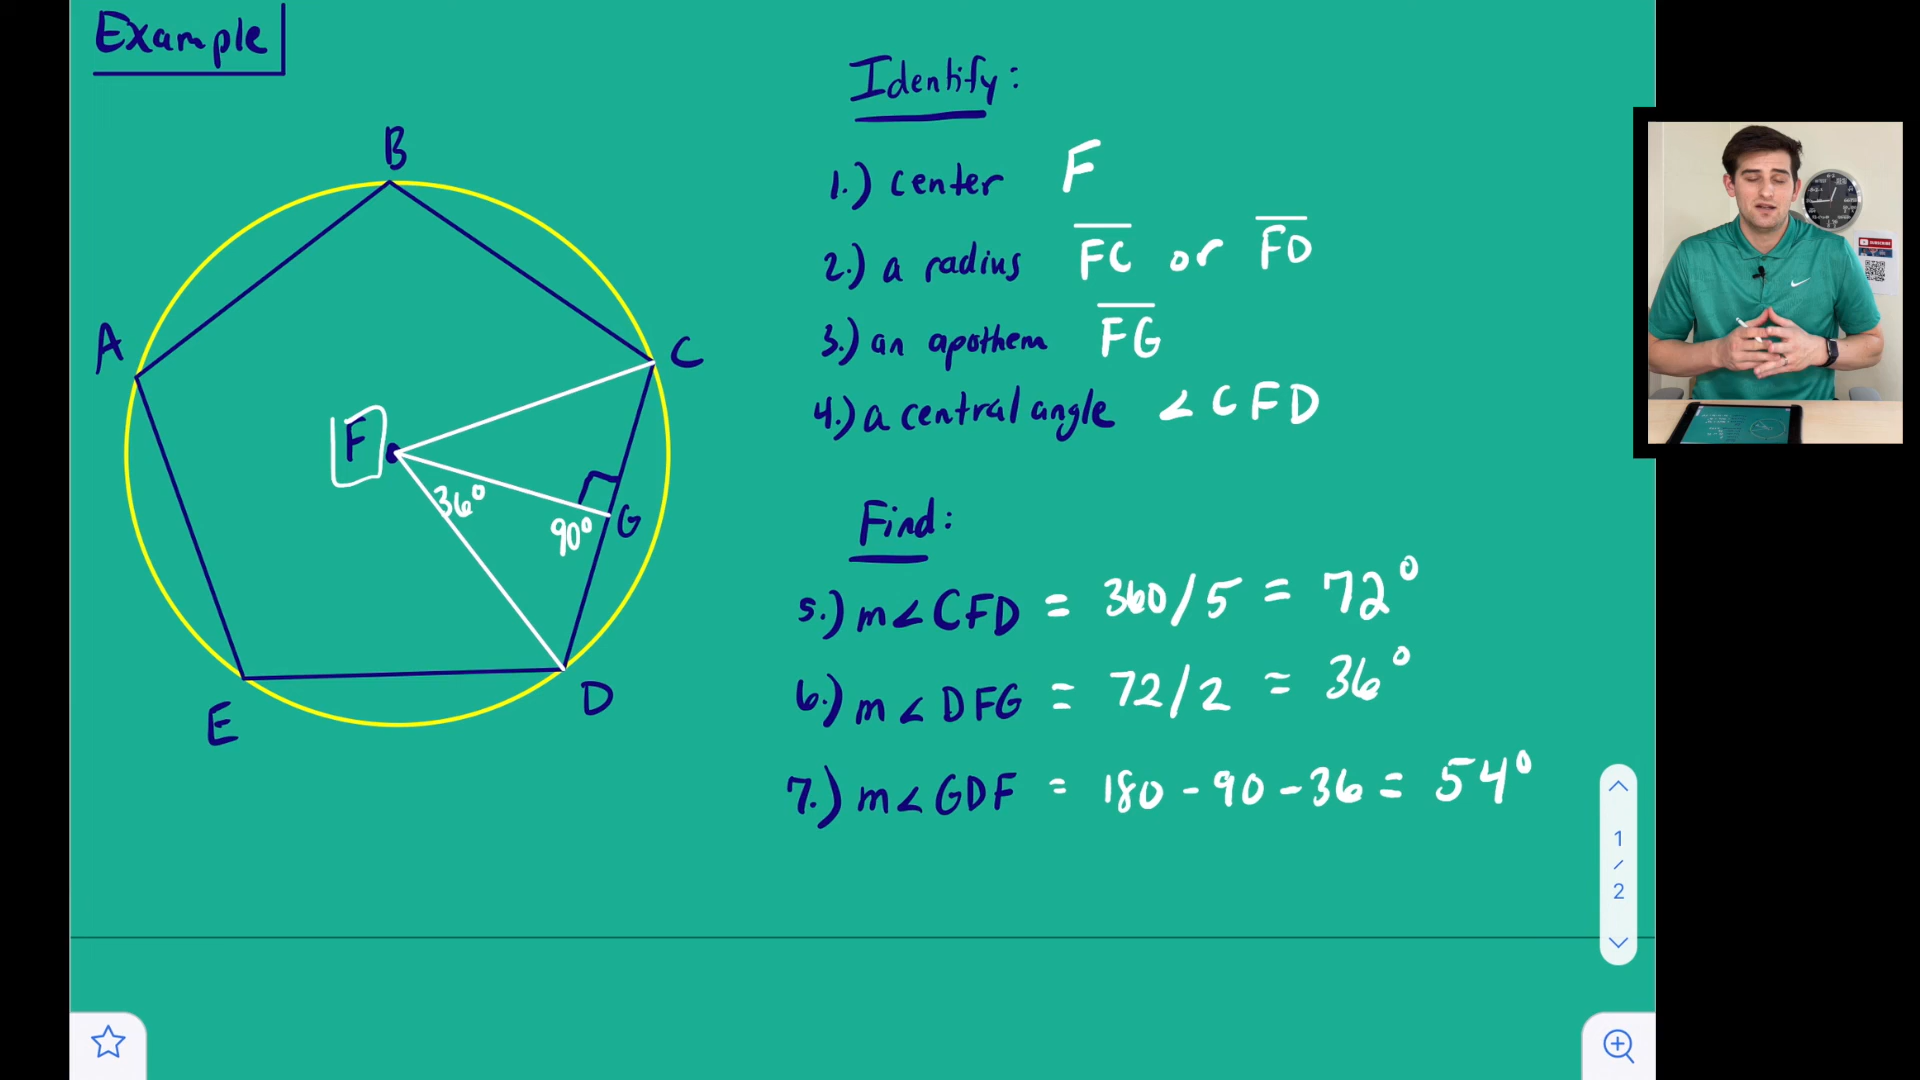 Example
B
A
C
F
36°
90°
G
E
D
Identify:
1.) center F
2.) a radius FC or FD
3.) an apothem FG
4.) a central angle ∠CFD
Find:
5.) m∠CFD = 360/5 = 72°
6.) m∠DFG = 72/2 = 36°
7.) m∠GDF = 180 - 90 - 36 = 54°
1
/
2
SUBSCRIBE